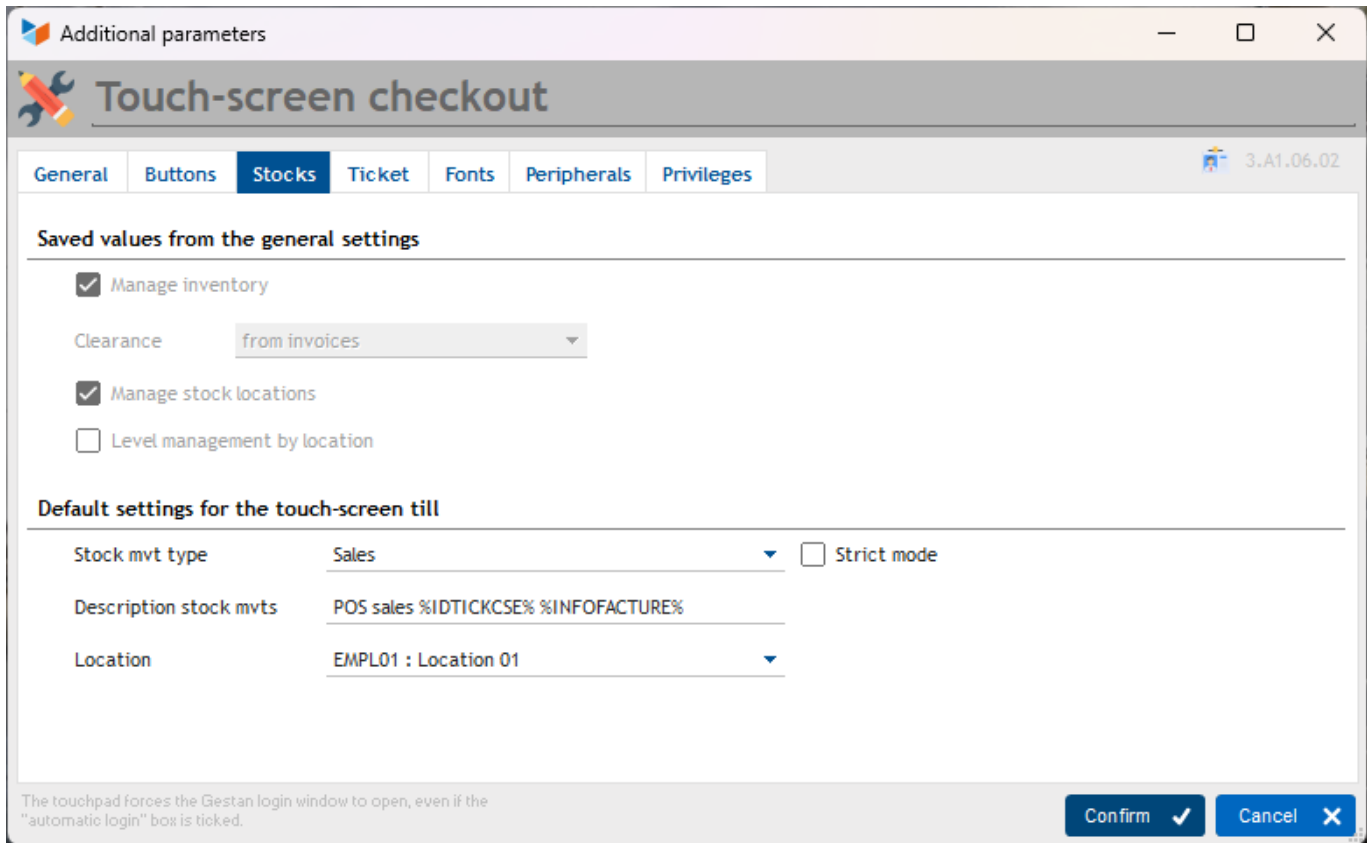 Additional parameters
Touch-screen checkout
General Buttons Stocks Ticket Fonts Peripherals Privileges 3.A1.06.02
Saved values from the general settings
Manage inventory
Clearance from invoices
Manage stock locations
Level management by location
Default settings for the touch-screen till
Stock mvt type Sales Strict mode
Description stock mvts POS sales %IDTICKCSE% %INFOFACTURE%
Location EMPL01 : Location 01
The touchpad forces the Gestan login window to open, even if the
"automatic login" box is ticked.
Confirm Cancel